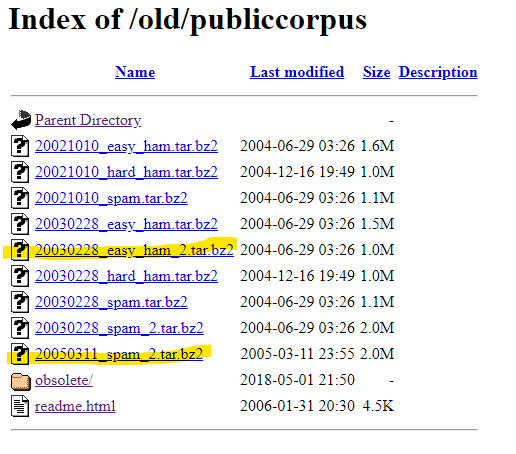 Index of /old/publiccorpus
Name Last modified Size Description
Parent Directory -
20021010_easy_ham.tar.bz2 2004-06-29 03:26 1.6M
20021010_hard_ham.tar.bz2 2004-12-16 19:49 1.0M
20021010_spam.tar.bz2 2004-06-29 03:26 1.1M
20030228_easy_ham.tar.bz2 2004-06-29 03:26 1.5M
20030228_easy_ham_2.tar.bz2 2004-06-29 03:26 1.0M
20030228_hard_ham.tar.bz2 2004-12-16 19:49 1.0M
20030228_spam.tar.bz2 2004-06-29 03:26 1.1M
20030228_spam_2.tar.bz2 2004-06-29 03:26 2.0M
20050311_spam_2.tar.bz2 2005-03-11 23:55 2.0M
obsolete/ 2018-05-01 21:50 -
readme.html 2006-01-31 20:30 4.5K